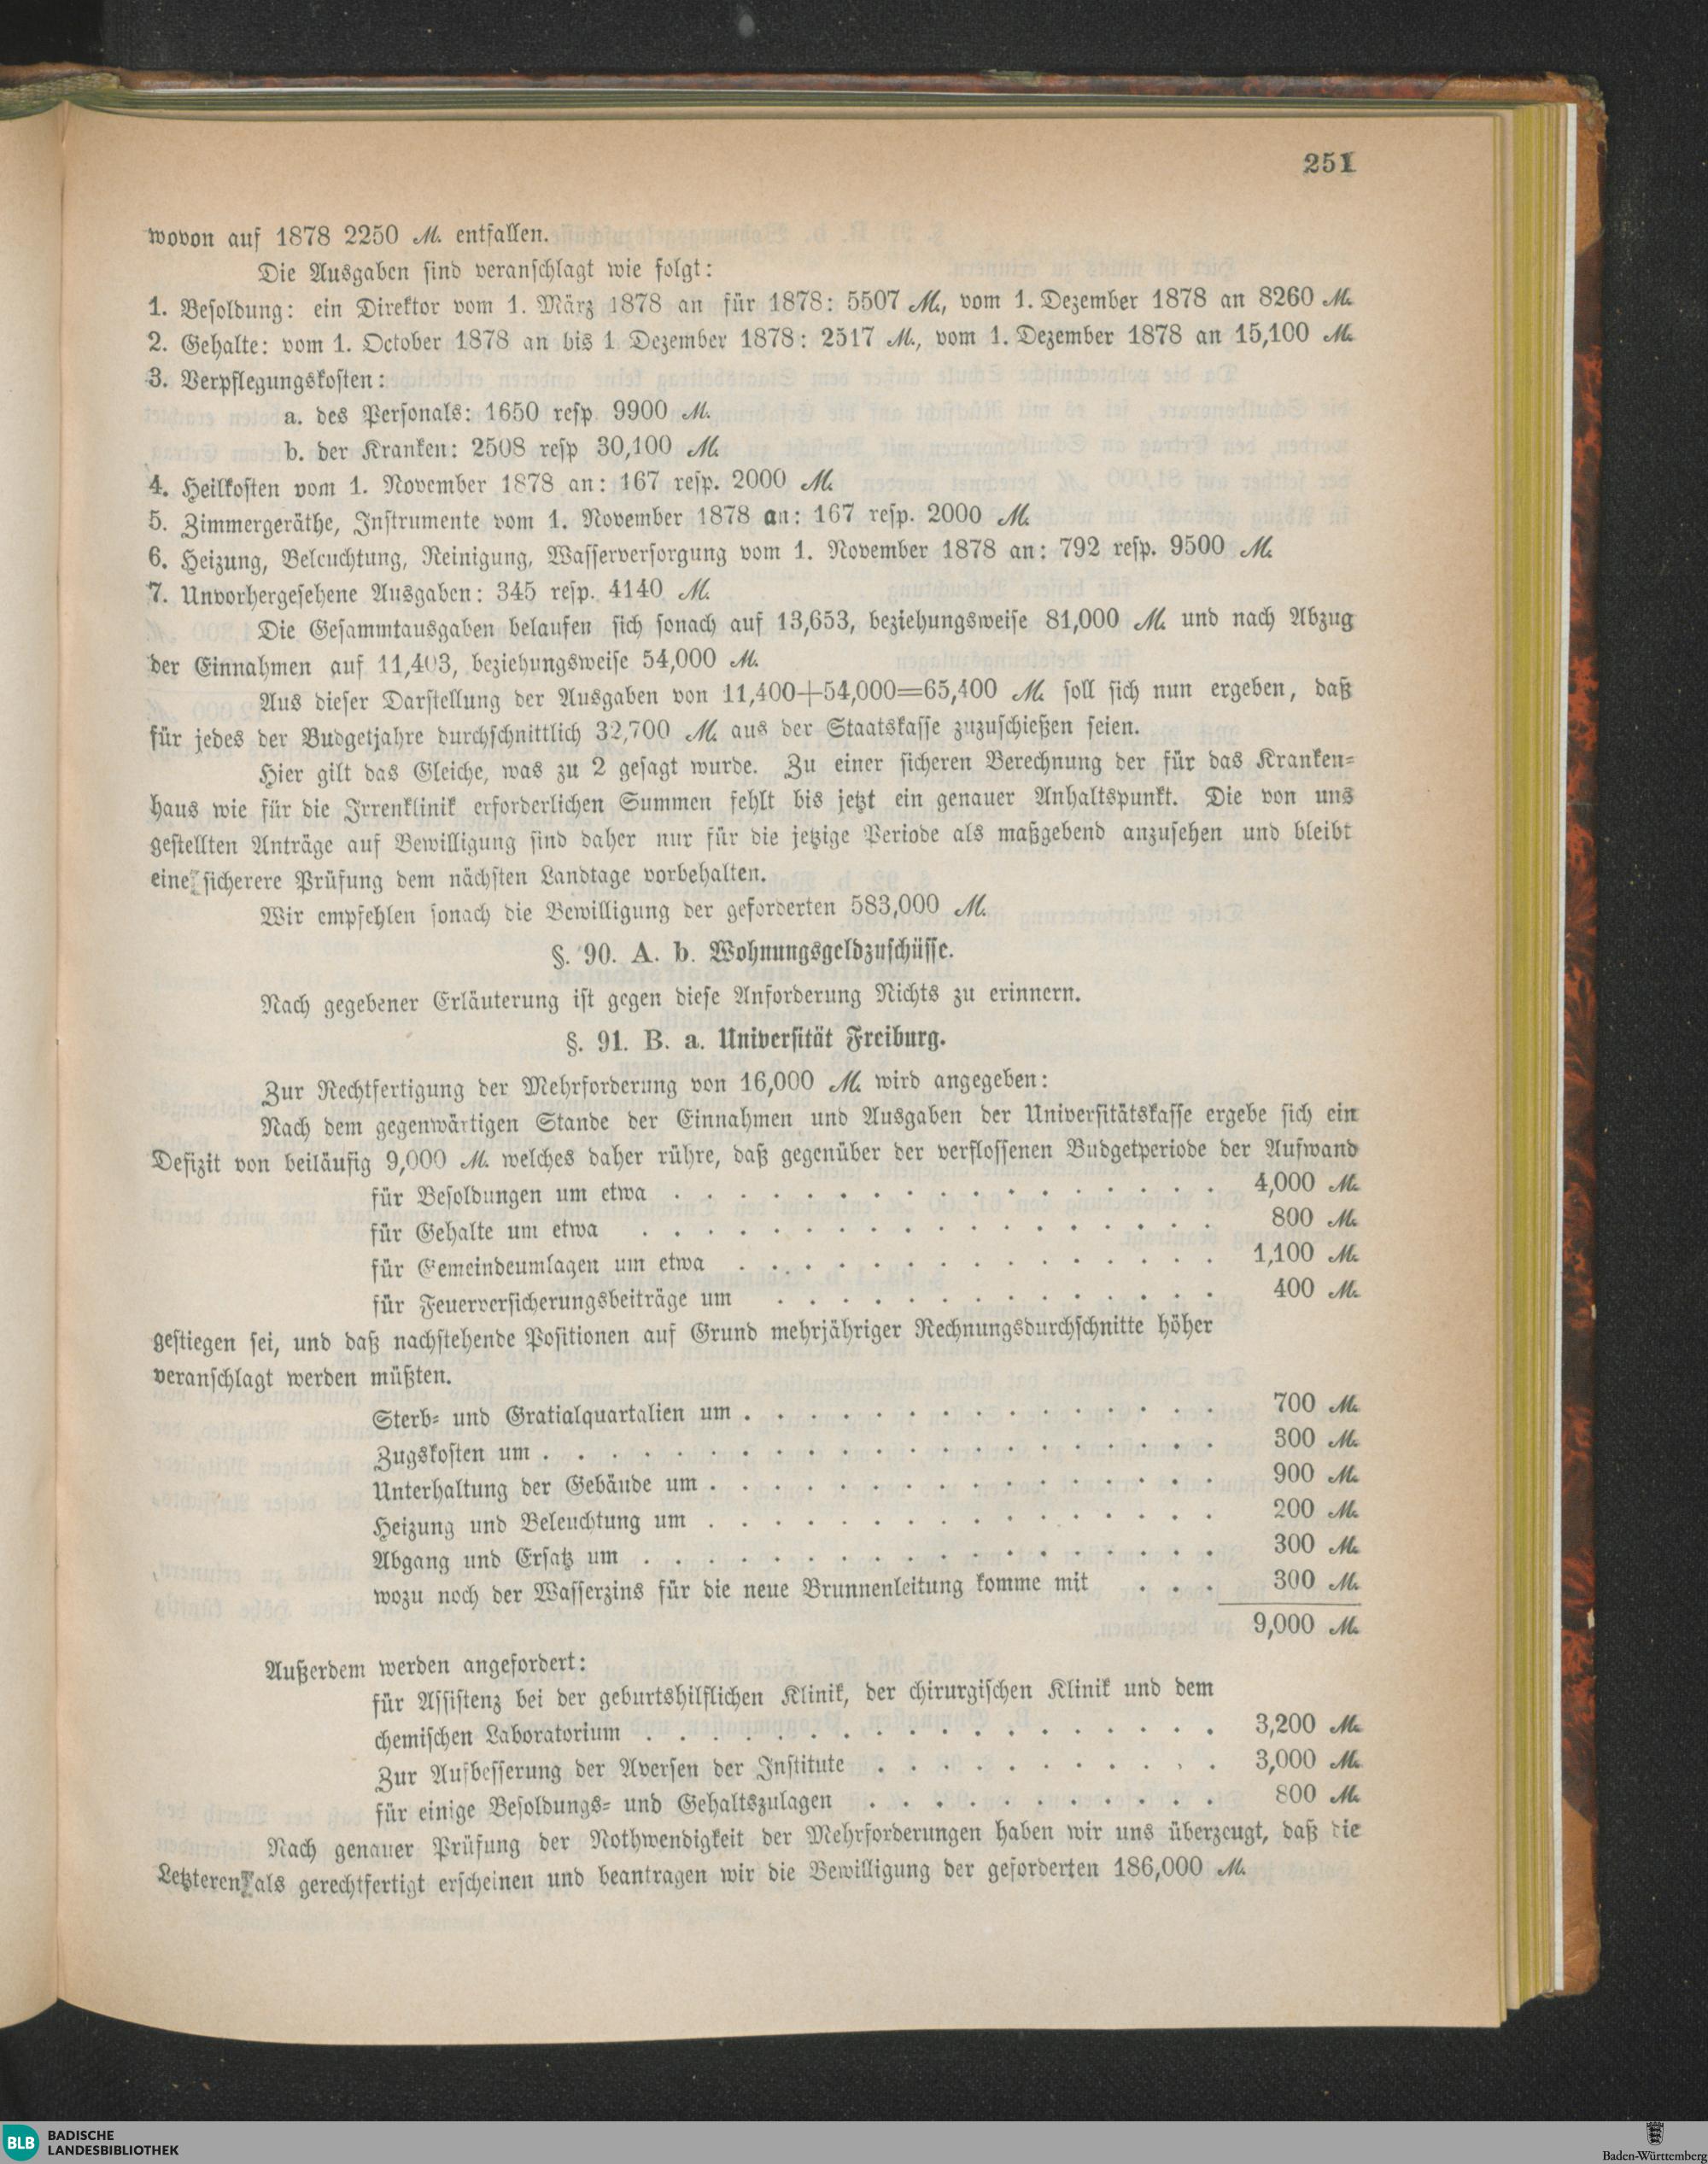 251
wovon auf 1878 2250 M. entfallen.
Die Ausgaben sind veranschlagt wie folgt:
1. Besoldung: ein Direktor vom 1. März 1878 an für 1878: 5507 M., vom 1. Dezember 1878 an 8260 M.
2. Gehalte: vom 1. October 1878 an bis 1 Dezember 1878: 2517 M., vom 1. Dezember 1878 an 15,100 M.
3. Verpflegungskosten:
a. des Personals: 1650 resp. 9900 M.
b. der Kranken: 2508 resp 30,100 M.
4. Heilkosten vom 1. November 1878 an: 167 resp. 2000 M.
5. Zimmergeräthe, Instrumente vom 1. November 1878 an: 167 resp. 2000 M.
6. Heizung, Beleuchtung, Reinigung, Wasserversorgung vom 1. November 1878 an: 792 resp. 9500 M.
7. Unvorhergesehene Ausgaben: 345 resp. 4140 M.
Die Gesammtausgaben belaufen sich sonach auf 13,653, beziehungsweise 81,000 M. und nach Abzug
der Einnahmen auf 11,403, beziehungsweise 54,000 M.
Aus dieser Darstellung der Ausgaben von 11,400+54,000=65,400 M. soll sich nun ergeben, daß
für jedes der Budgetjahre durchschnittlich 32,700 M. aus der Staatskasse zuzuschießen seien.
Hier gilt das Gleiche, was zu 2 gesagt wurde. Zu einer sicheren Berechnung der für das Kranken-
haus wie für die Irrenklinik erforderlichen Summen fehlt bis jetzt ein genauer Anhaltspunkt. Die von uns
gestellten Anträge auf Bewilligung sind daher nur für die jetzige Periode als maßgebend anzusehen und bleibt
eine sicherere Prüfung dem nächsten Landtage vorbehalten.
Wir empfehlen sonach die Bewilligung der geforderten 583,000 M.
§. 90. A. b. Wohnungsgeldzuschüsse.
Nach gegebener Erläuterung ist gegen diese Anforderung Nichts zu erinnern.
§. 91. B. a. Universität Freiburg.
Zur Rechtfertigung der Mehrforderung von 16,000 M. wird angegeben:
Nach dem gegenwärtigen Stande der Einnahmen und Ausgaben der Universitätskasse ergebe sich ein
Defizit von beiläufig 9,000 M. welches daher rühre, daß gegenüber der verflossenen Budgetperiode der Aufwand
für Besoldungen um etwa . . . . . . . . . . . . . . . . . 4,000 M.
für Gehalte um etwa . . . . . . . . . . . . . . . . . . 800 M.
für Gemeindeumlagen um etwa . . . . . . . . . . . . . . . 1,100 M.
für Feuerversicherungsbeiträge um . . . . . . . . . . . . . . 400 M.
gestiegen sei, und daß nachstehende Positionen auf Grund mehrjähriger Rechnungsdurchschnitte höher
veranschlagt werden müßten.
Sterb- und Gratialquartalien um . . . . . . . . . . . . . . . 700 M.
Zugskosten um . . . . . . . . . . . . . . . . . . . . . 300 M.
Unterhaltung der Gebäude um . . . . . . . . . . . . . . . . 900 M.
Heizung und Beleuchtung um . . . . . . . . . . . . . . . . 200 M.
Abgang und Ersatz um . . . . . . . . . . . . . . . . . . 300 M.
wozu noch der Wasserzins für die neue Brunnenleitung komme mit . . . 300 M.
9,000 M.
Außerdem werden angefordert:
für Assistenz bei der geburtshilflichen Klinik, der chirurgischen Klinik und dem
chemischen Laboratorium . . . . . . . . . . . . . . . . . . 3,200 M.
Zur Aufbesserung der Aversen der Institute . . . . . . . . . . . 3,000 M.
für einige Besoldungs- und Gehaltszulagen . . . . . . . . . . . 800 M.
Nach genauer Prüfung der Nothwendigkeit der Mehrforderungen haben wir uns überzeugt, daß die
Letzteren als gerechtfertigt erscheinen und beantragen wir die Bewilligung der geforderten 186,000 M.
BLB BADISCHE
LANDESBIBLIOTHEK
Baden-Württemberg